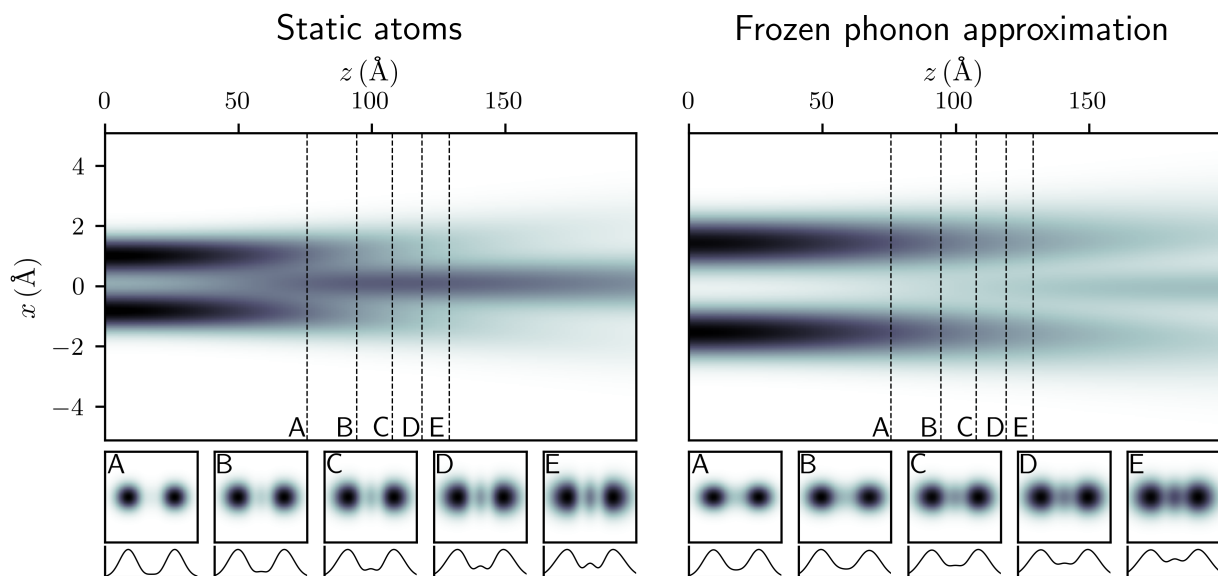 Static atoms
Frozen phonon approximation
z (Å)
z (Å)
0 50 100 150
0 50 100 150
x (Å)
4
2
0
−2
−4
A B C D E
A B C D E
A B C D E
A B C D E